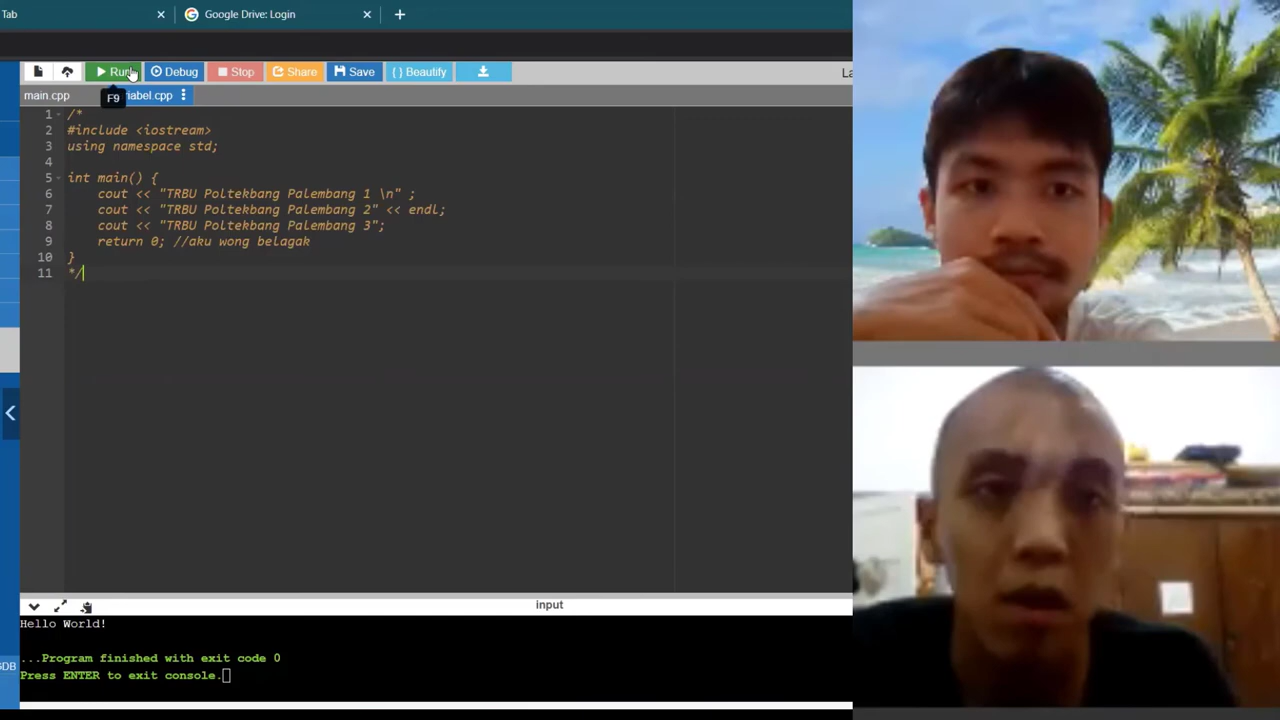 Tab
Google Drive: Login
Run
Debug
Stop
Share
Save
{ } Beautify
La
main.cpp
iabel.cpp
F9
1 /*
2 #include <iostream>
3 using namespace std;
4
5 int main() {
6 cout << "TRBU Poltekbang Palembang 1 \n" ;
7 cout << "TRBU Poltekbang Palembang 2" << endl;
8 cout << "TRBU Poltekbang Palembang 3";
9 return 0; //aku wong belagak
10 }
11 */
input
Hello World!
...Program finished with exit code 0
GDB
Press ENTER to exit console.